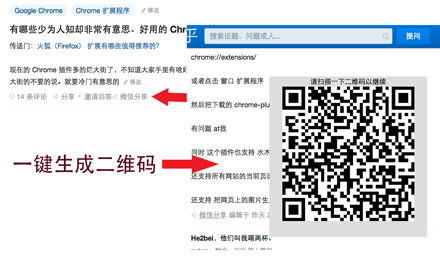 Google Chrome Chrome 扩展程序 修改
有哪些少为人知却非常有意思、好用的 Chr
传送门：火狐（Firefox） 扩展有哪些值得推荐的？
现在的 Chrome 插件多的烂大街了，不知道大家手里有啥好
大街的不要的说。就要冷门有意思的 修改
14 条评论 分享 • 邀请回答 微信分享
一键生成二维码
搜索话题、问题或人... 提问
chrome://extensions/
或者点击 窗口 扩展程序
然后把下载的 chrome-plu
有问题 at我
同时 这个插件也支持 水木
还支持所有网站的当前页面
还支持 把网页上的图片生
微信分享 编辑于 昨天 2
请扫描一下二维码以继续
He2bei，他们叫我喝两杯。